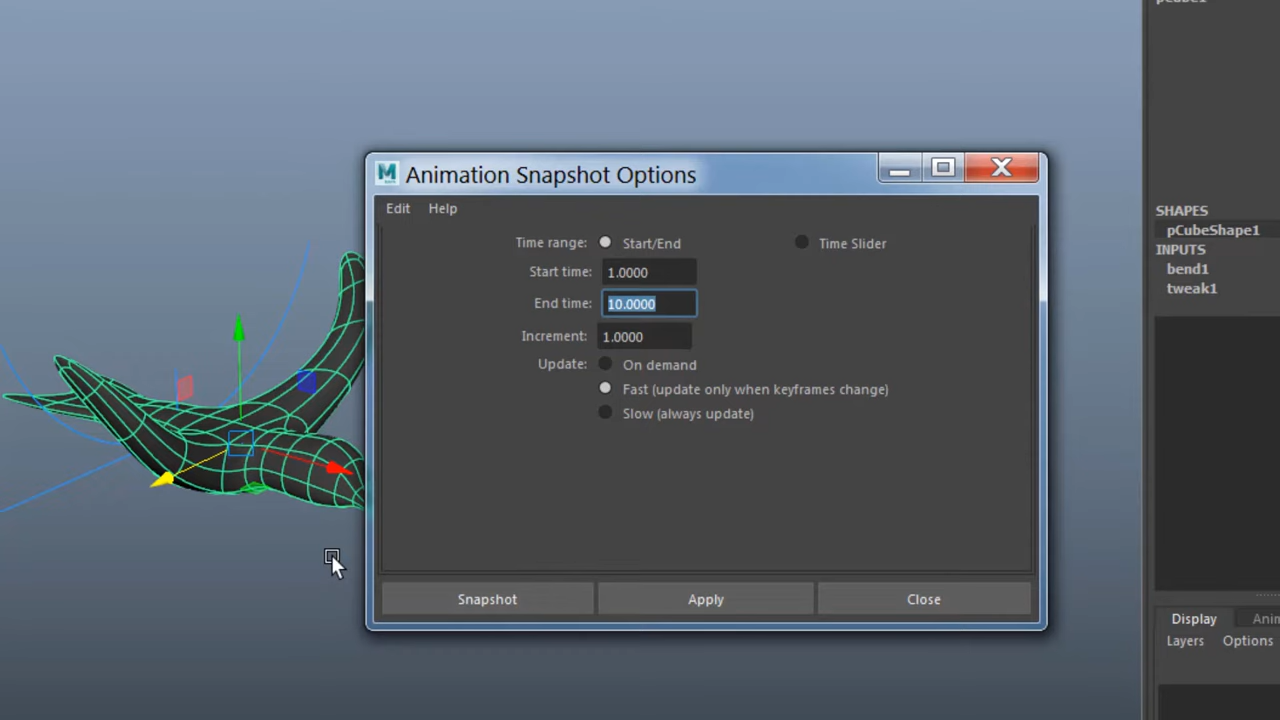 pCube1
Animation Snapshot Options
Edit Help
Time range: Start/End Time Slider
Start time: 1.0000
End time: 10.0000
Increment: 1.0000
Update: On demand
Fast (update only when keyframes change)
Slow (always update)
Snapshot Apply Close
SHAPES
pCubeShape1
INPUTS
bend1
tweak1
Display Anim
Layers Options